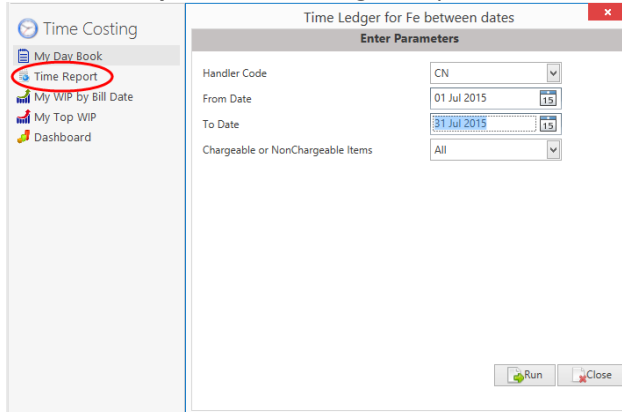 Time Costing
My Day Book
Time Report
My WIP by Bill Date
My Top WIP
Dashboard
Time Ledger for Fe between dates
×
Enter Parameters
Handler Code
CN
From Date
01 Jul 2015
15
To Date
31 Jul 2015
15
Chargeable or NonChargeable Items
All
Run
Close